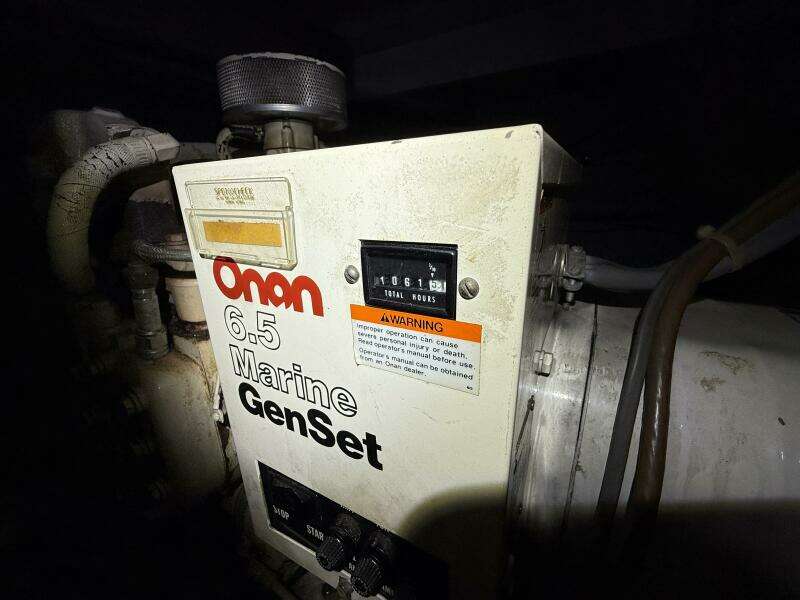 Onan
6.5
Marine
GenSet
1061
TOTAL HOURS
WARNING
Improper operation can cause
severe personal injury or death.
Read operator's manual before use.
Operator's manual can be obtained
from an Onan dealer.
STOP
STAR